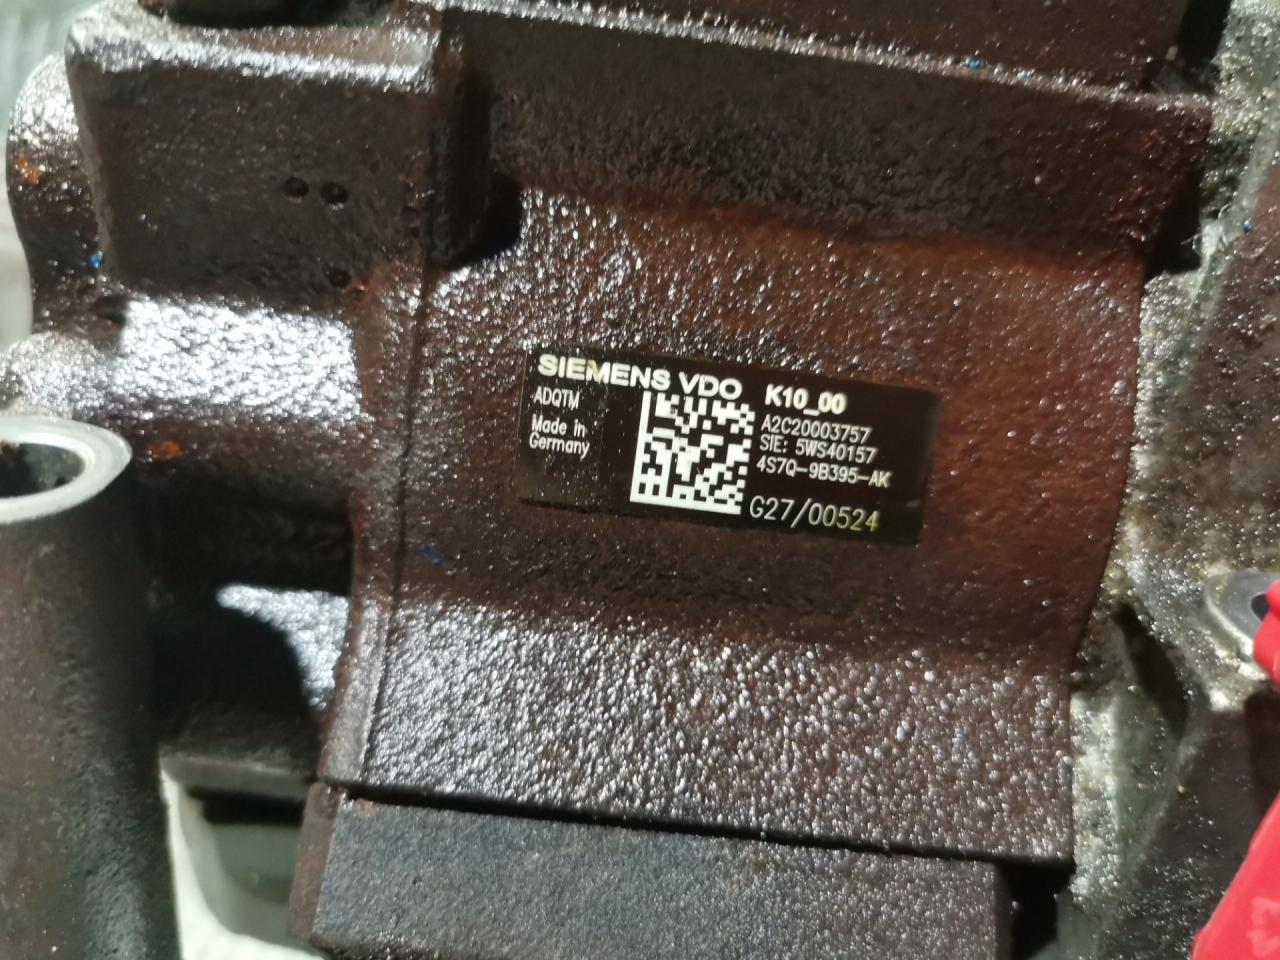 SIEMENS VDO K10_00
ADQTM
A2C20003757
Made in
Germany
SIE: 5WS40157
4S7Q-9B395-AK
G27/00524